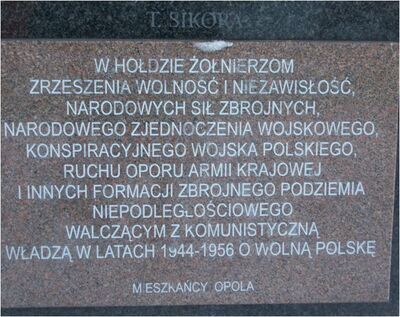 T. SIKORA
W HOŁDZIE ŻOŁNIERZOM
ZRZESZENIA WOLNOŚĆ I NIEZAWISŁOŚĆ,
NARODOWYCH SIŁ ZBROJNYCH,
NARODOWEGO ZJEDNOCZENIA WOJSKOWEGO,
KONSPIRACYJNEGO WOJSKA POLSKIEGO,
RUCHU OPORU ARMII KRAJOWEJ
I INNYCH FORMACJI ZBROJNEGO PODZIEMIA
NIEPODLEGŁOŚCIOWEGO
WALCZĄCYM Z KOMUNISTYCZNĄ
WŁADZĄ W LATACH 1944-1956 O WOLNĄ POLSKĘ
MIESZKAŃCY OPOLA